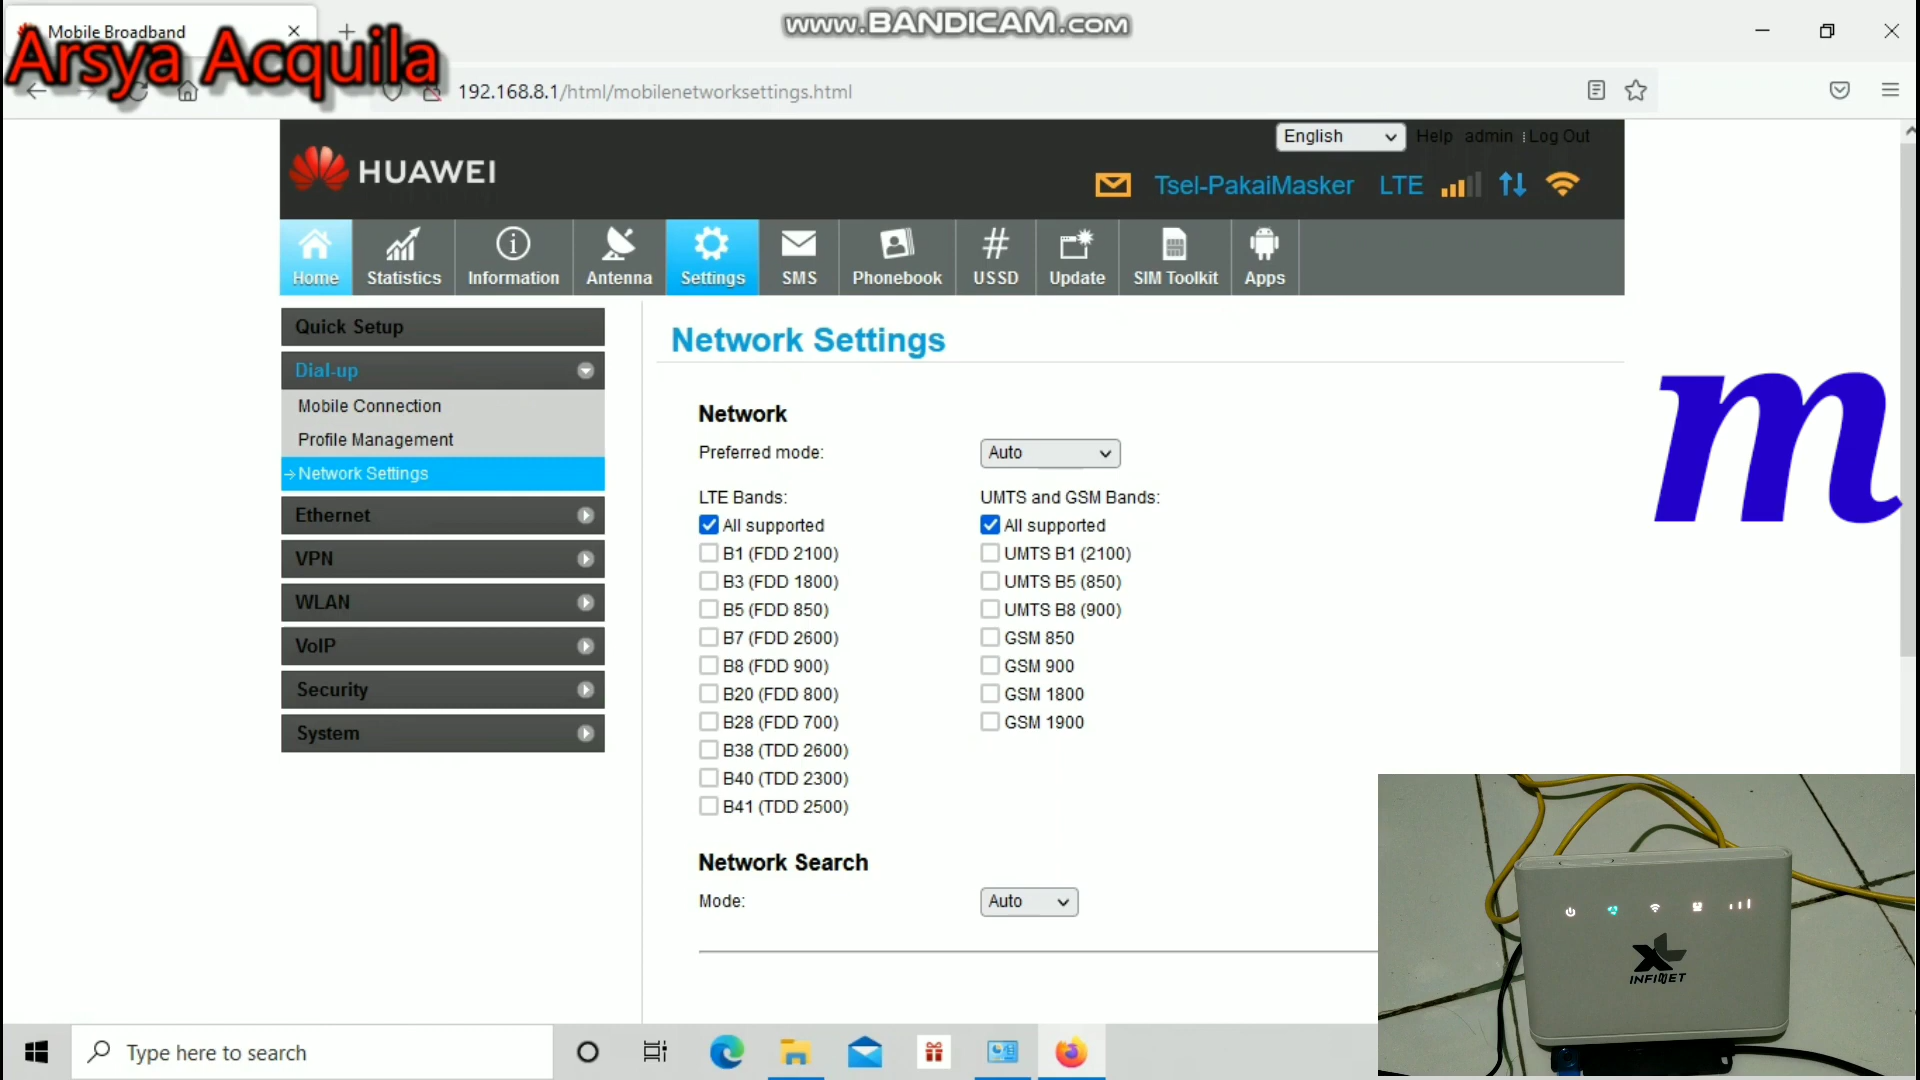 Mobile Broadband
www.BANDICAM.com
Arsya Acquila
192.168.8.1/html/mobilenetworksettings.html
English
Help admin Log Out
HUAWEI
Tsel-PakaiMasker LTE
Home Statistics Information Antenna Settings SMS Phonebook USSD Update SIM Toolkit Apps
Quick Setup
Dial-up
Mobile Connection
Profile Management
Network Settings
Ethernet
VPN
WLAN
VoIP
Security
System
Network Settings
Network
Preferred mode: Auto
LTE Bands: UMTS and GSM Bands:
All supported All supported
B1 (FDD 2100) UMTS B1 (2100)
B3 (FDD 1800) UMTS B5 (850)
B5 (FDD 850) UMTS B8 (900)
B7 (FDD 2600) GSM 850
B8 (FDD 900) GSM 900
B20 (FDD 800) GSM 1800
B28 (FDD 700) GSM 1900
B38 (TDD 2600)
B40 (TDD 2300)
B41 (TDD 2500)
Network Search
Mode: Auto
m
XL
INFINET
Type here to search